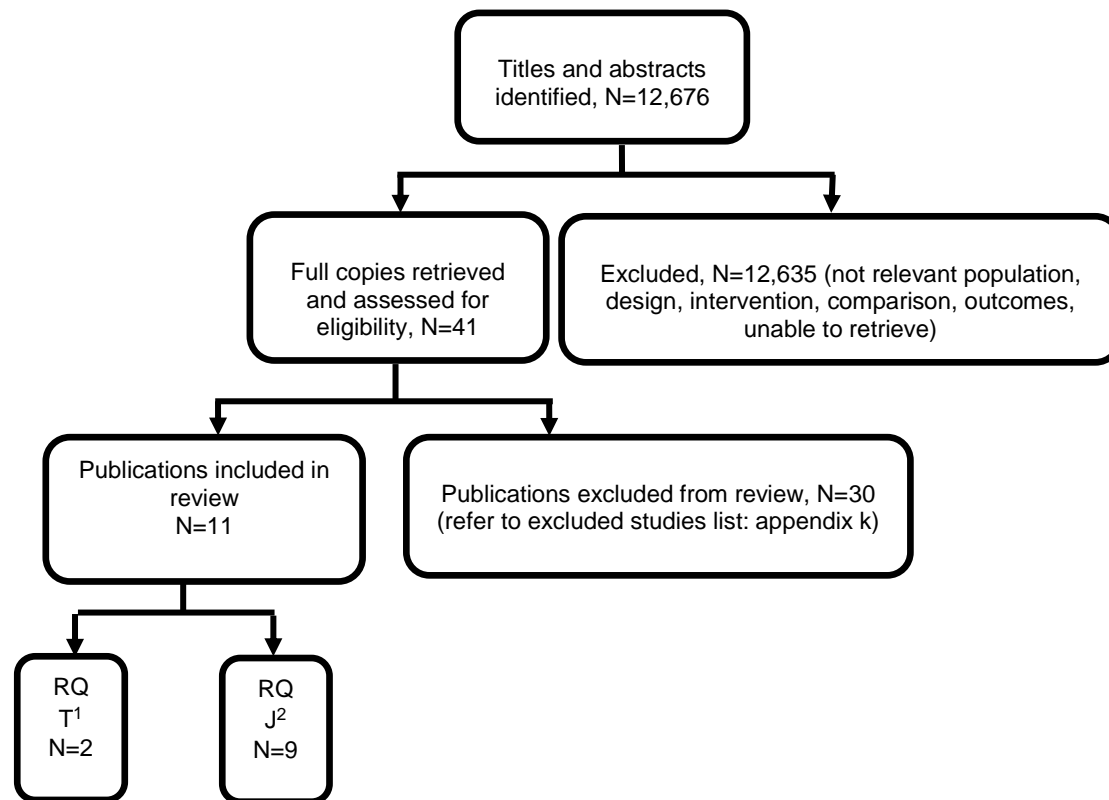 Titles and abstracts
identified, N=12,676
Full copies retrieved
and assessed for
eligibility, N=41
Excluded, N=12,635 (not relevant population,
design, intervention, comparison, outcomes,
unable to retrieve)
Publications included in
review
N=11
Publications excluded from review, N=30
(refer to excluded studies list: appendix k)
RQ
T¹
N=2
RQ
J²
N=9